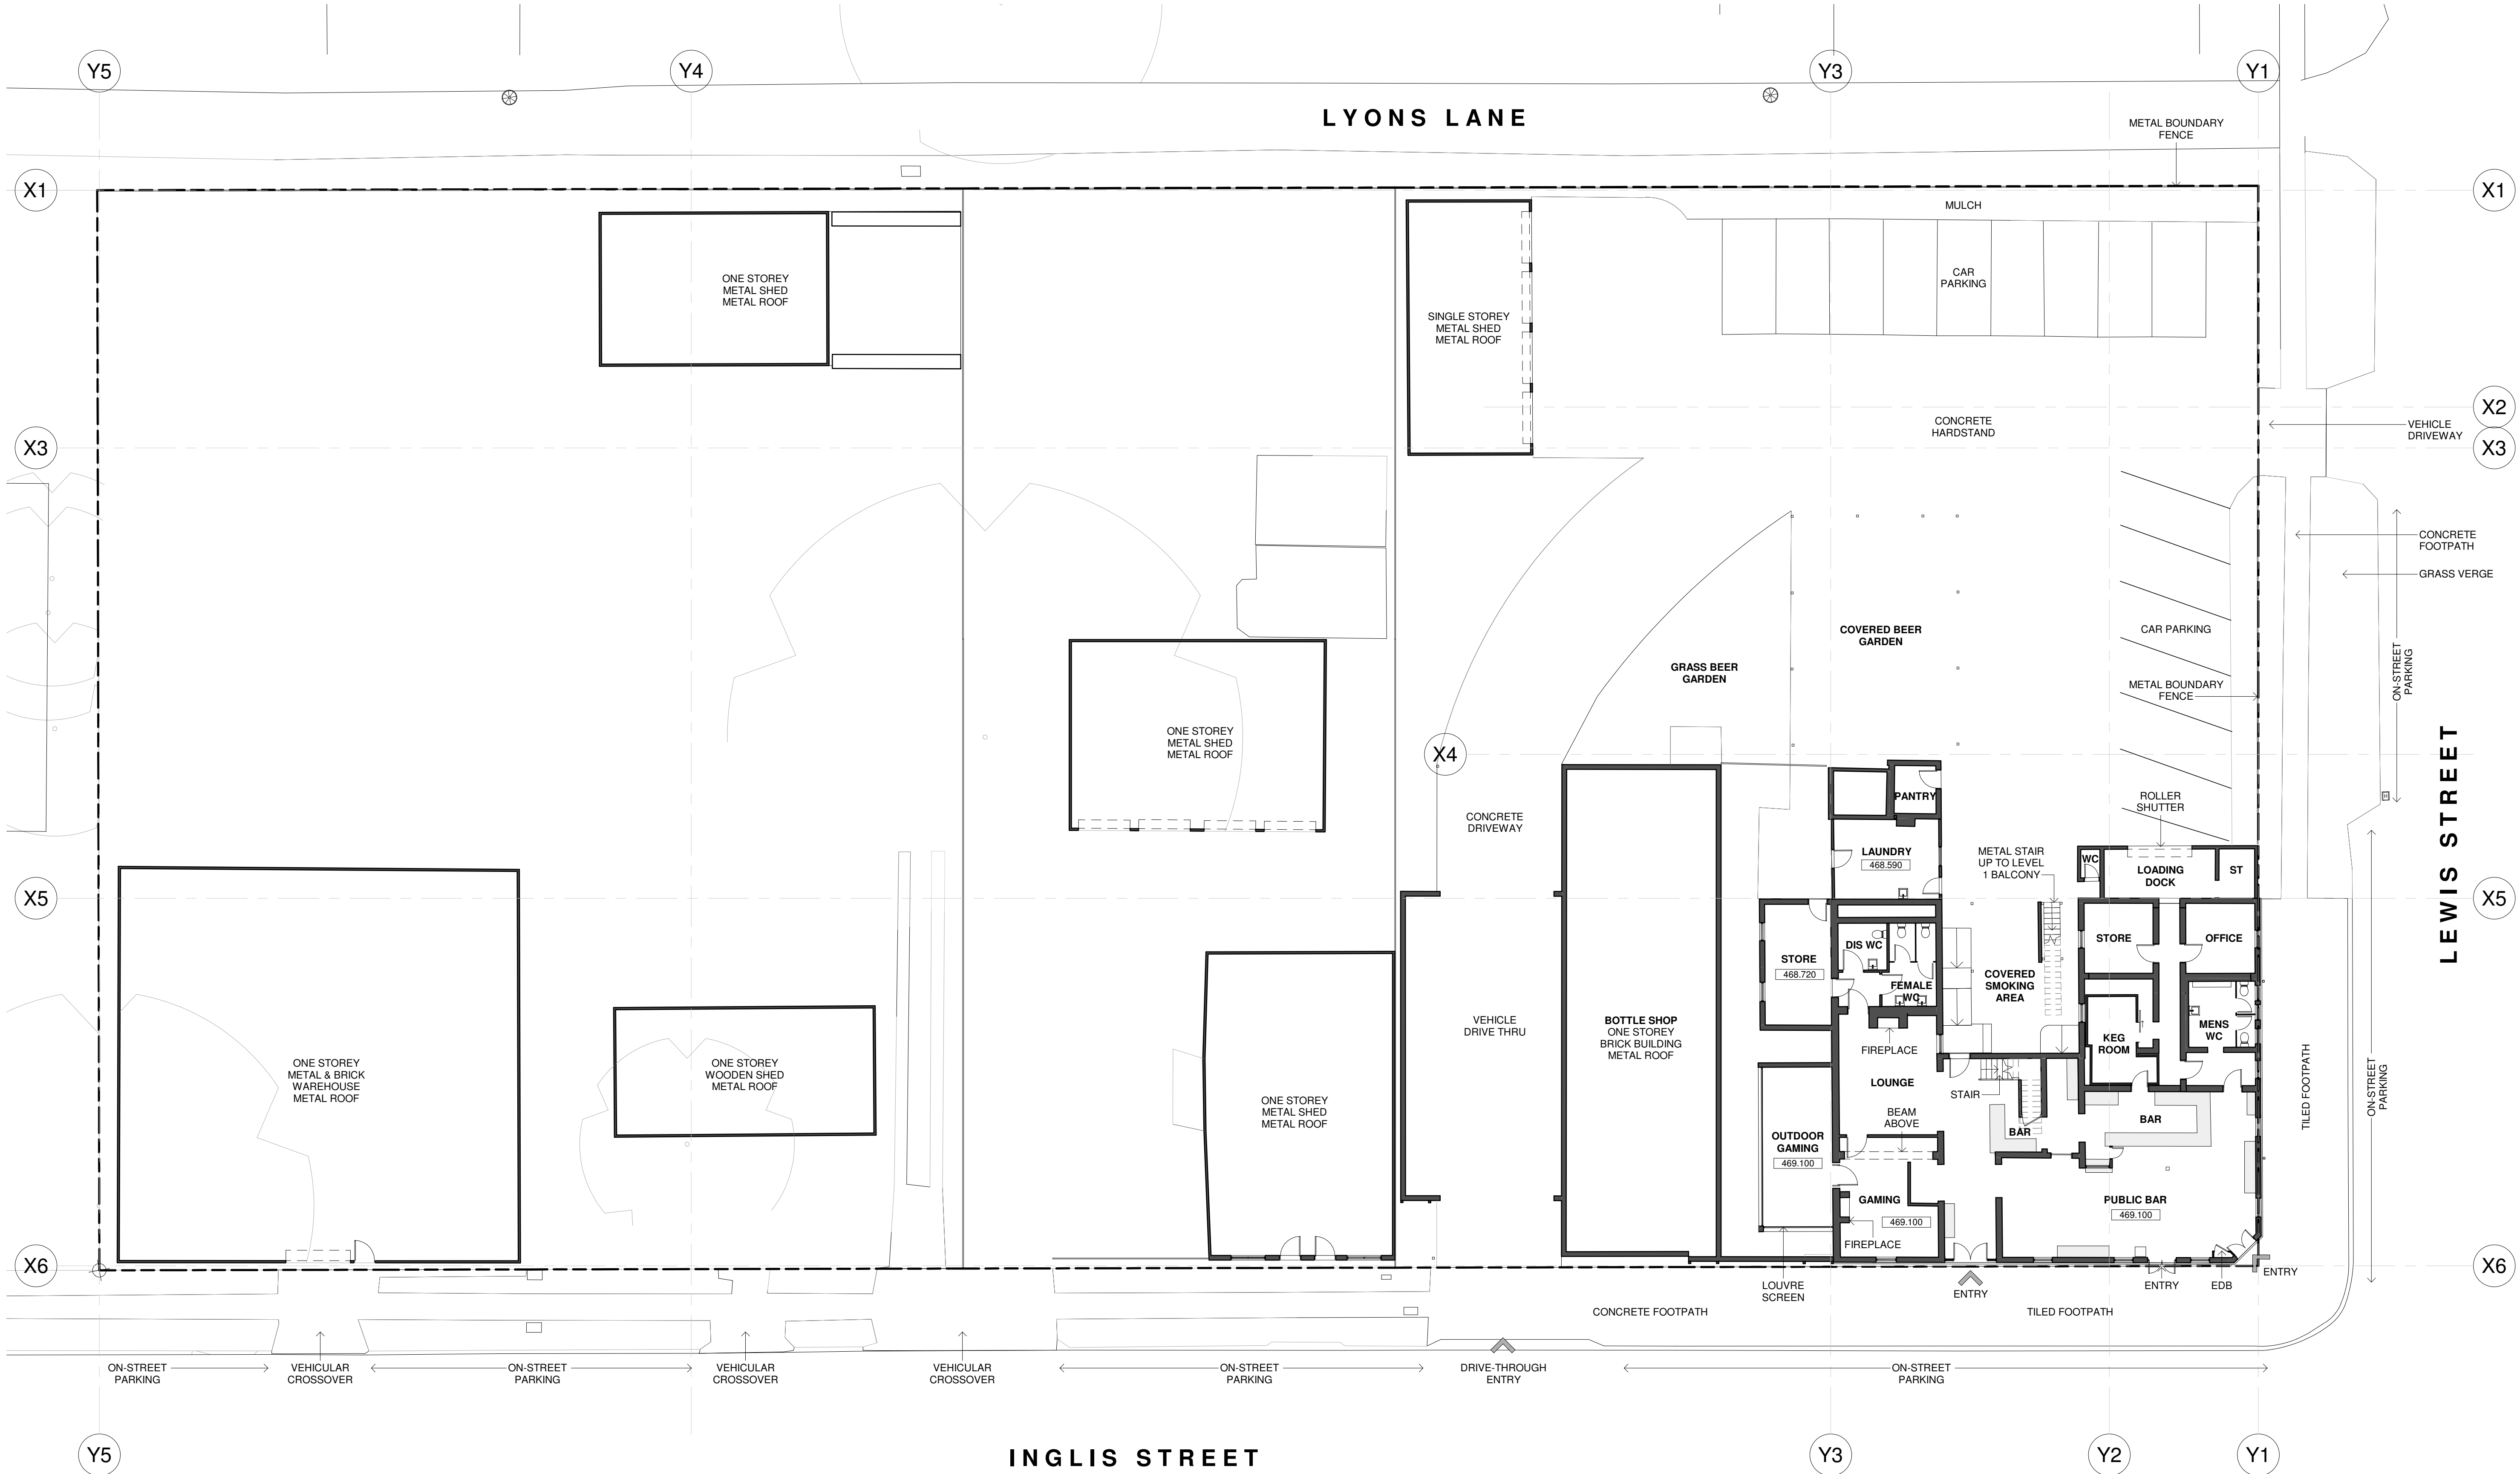 Y5
Y4
Y3
Y1
LYONS LANE
METAL BOUNDARY
FENCE
X1
X1
MULCH
ONE STOREY
METAL SHED
METAL ROOF
CAR
PARKING
SINGLE STOREY
METAL SHED
METAL ROOF
X2
CONCRETE
HARDSTAND
VEHICLE
DRIVEWAY
X3
X3
CONCRETE
FOOTPATH
GRASS VERGE
COVERED BEER
GARDEN
CAR PARKING
GRASS BEER
GARDEN
ON-STREET
PARKING
METAL BOUNDARY
FENCE
ONE STOREY
METAL SHED
METAL ROOF
X4
LEWIS STREET
PANTRY
ROLLER
SHUTTER
H
CONCRETE
DRIVEWAY
LAUNDRY
468.590
METAL STAIR
UP TO LEVEL
1 BALCONY
WC
LOADING
DOCK
ST
X5
X5
STORE
OFFICE
DIS WC
STORE
468.720
COVERED
SMOKING
AREA
FEMALE
WC
VEHICLE
DRIVE THRU
BOTTLE SHOP
ONE STOREY
BRICK BUILDING
METAL ROOF
MENS
WC
KEG
ROOM
FIREPLACE
TILED FOOTPATH
ON-STREET
PARKING
ONE STOREY
METAL & BRICK
WAREHOUSE
METAL ROOF
ONE STOREY
WOODEN SHED
METAL ROOF
LOUNGE
STAIR
ONE STOREY
METAL SHED
METAL ROOF
BEAM
ABOVE
BAR
BAR
OUTDOOR
GAMING
469.100
GAMING
469.100
PUBLIC BAR
469.100
FIREPLACE
X6
X6
LOUVRE
SCREEN
ENTRY
ENTRY
EDB
ENTRY
CONCRETE FOOTPATH
TILED FOOTPATH
ON-STREET
PARKING
VEHICULAR
CROSSOVER
ON-STREET
PARKING
VEHICULAR
CROSSOVER
VEHICULAR
CROSSOVER
ON-STREET
PARKING
DRIVE-THROUGH
ENTRY
ON-STREET
PARKING
Y5
INGLIS STREET
Y3
Y2
Y1